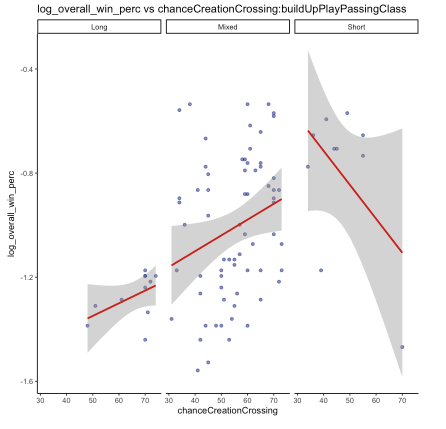 log_overall_win_perc vs chanceCreationCrossing:buildUpPlayPassingClass
Long Mixed Short
log_overall_win_perc
-0.4
-0.8
-1.2
-1.6
30 40 50 60 70 30 40 50 60 70 30 40 50 60 70
chanceCreationCrossing